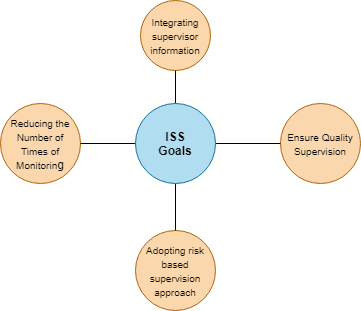 Integrating
supervisor
information
Reducing the
Number of
Times of
Monitoring
ISS
Goals
Ensure Quality
Supervision
Adopting risk
based
supervision
approach